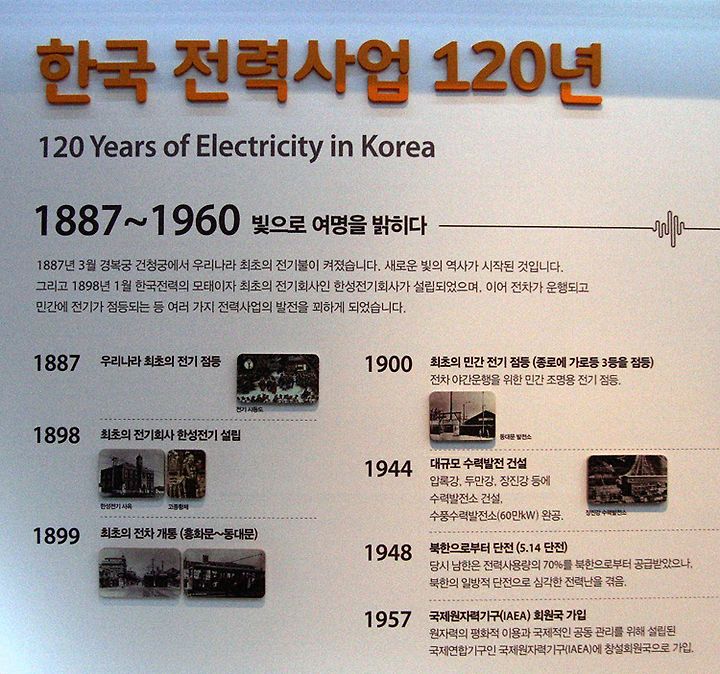 한국 전력사업 120년
120 Years of Electricity in Korea
1887~1960 빛으로 여명을 밝히다
1887년 3월 경복궁 건청궁에서 우리나라 최초의 전기불이 켜졌습니다. 새로운 빛의 역사가 시작된 것입니다.
그리고 1898년 1월 한국전력의 모태이자 최초의 전기회사인 한성전기회사가 설립되었으며, 이어 전차가 운행되고
민간에 전기가 점등되는 등 여러 가지 전력사업의 발전을 꾀하게 되었습니다.
1887 우리나라 최초의 전기 점등
전기 시등도
1898 최초의 전기회사 한성전기 설립
한성전기 사옥
고종황제
1899 최초의 전차 개통 (흥화문~동대문)
1900 최초의 민간 전기 점등 (종로에 가로등 3등을 점등)
전차 야간운행을 위한 민간 조명용 전기 점등.
동대문 발전소
1944 대규모 수력발전 건설
압록강, 두만강, 장진강 등에
수력발전소 건설,
수풍수력발전소(60만kW) 완공.
장진강 수력발전소
1948 북한으로부터 단전 (5.14 단전)
당시 남한은 전력사용량의 70%를 북한으로부터 공급받았으나,
북한의 일방적 단전으로 심각한 전력난을 겪음.
1957 국제원자력기구(IAEA) 회원국 가입
원자력의 평화적 이용과 국제적인 공동 관리를 위해 설립된
국제연합기구인 국제원자력기구(IAEA)에 창설회원국으로 가입.